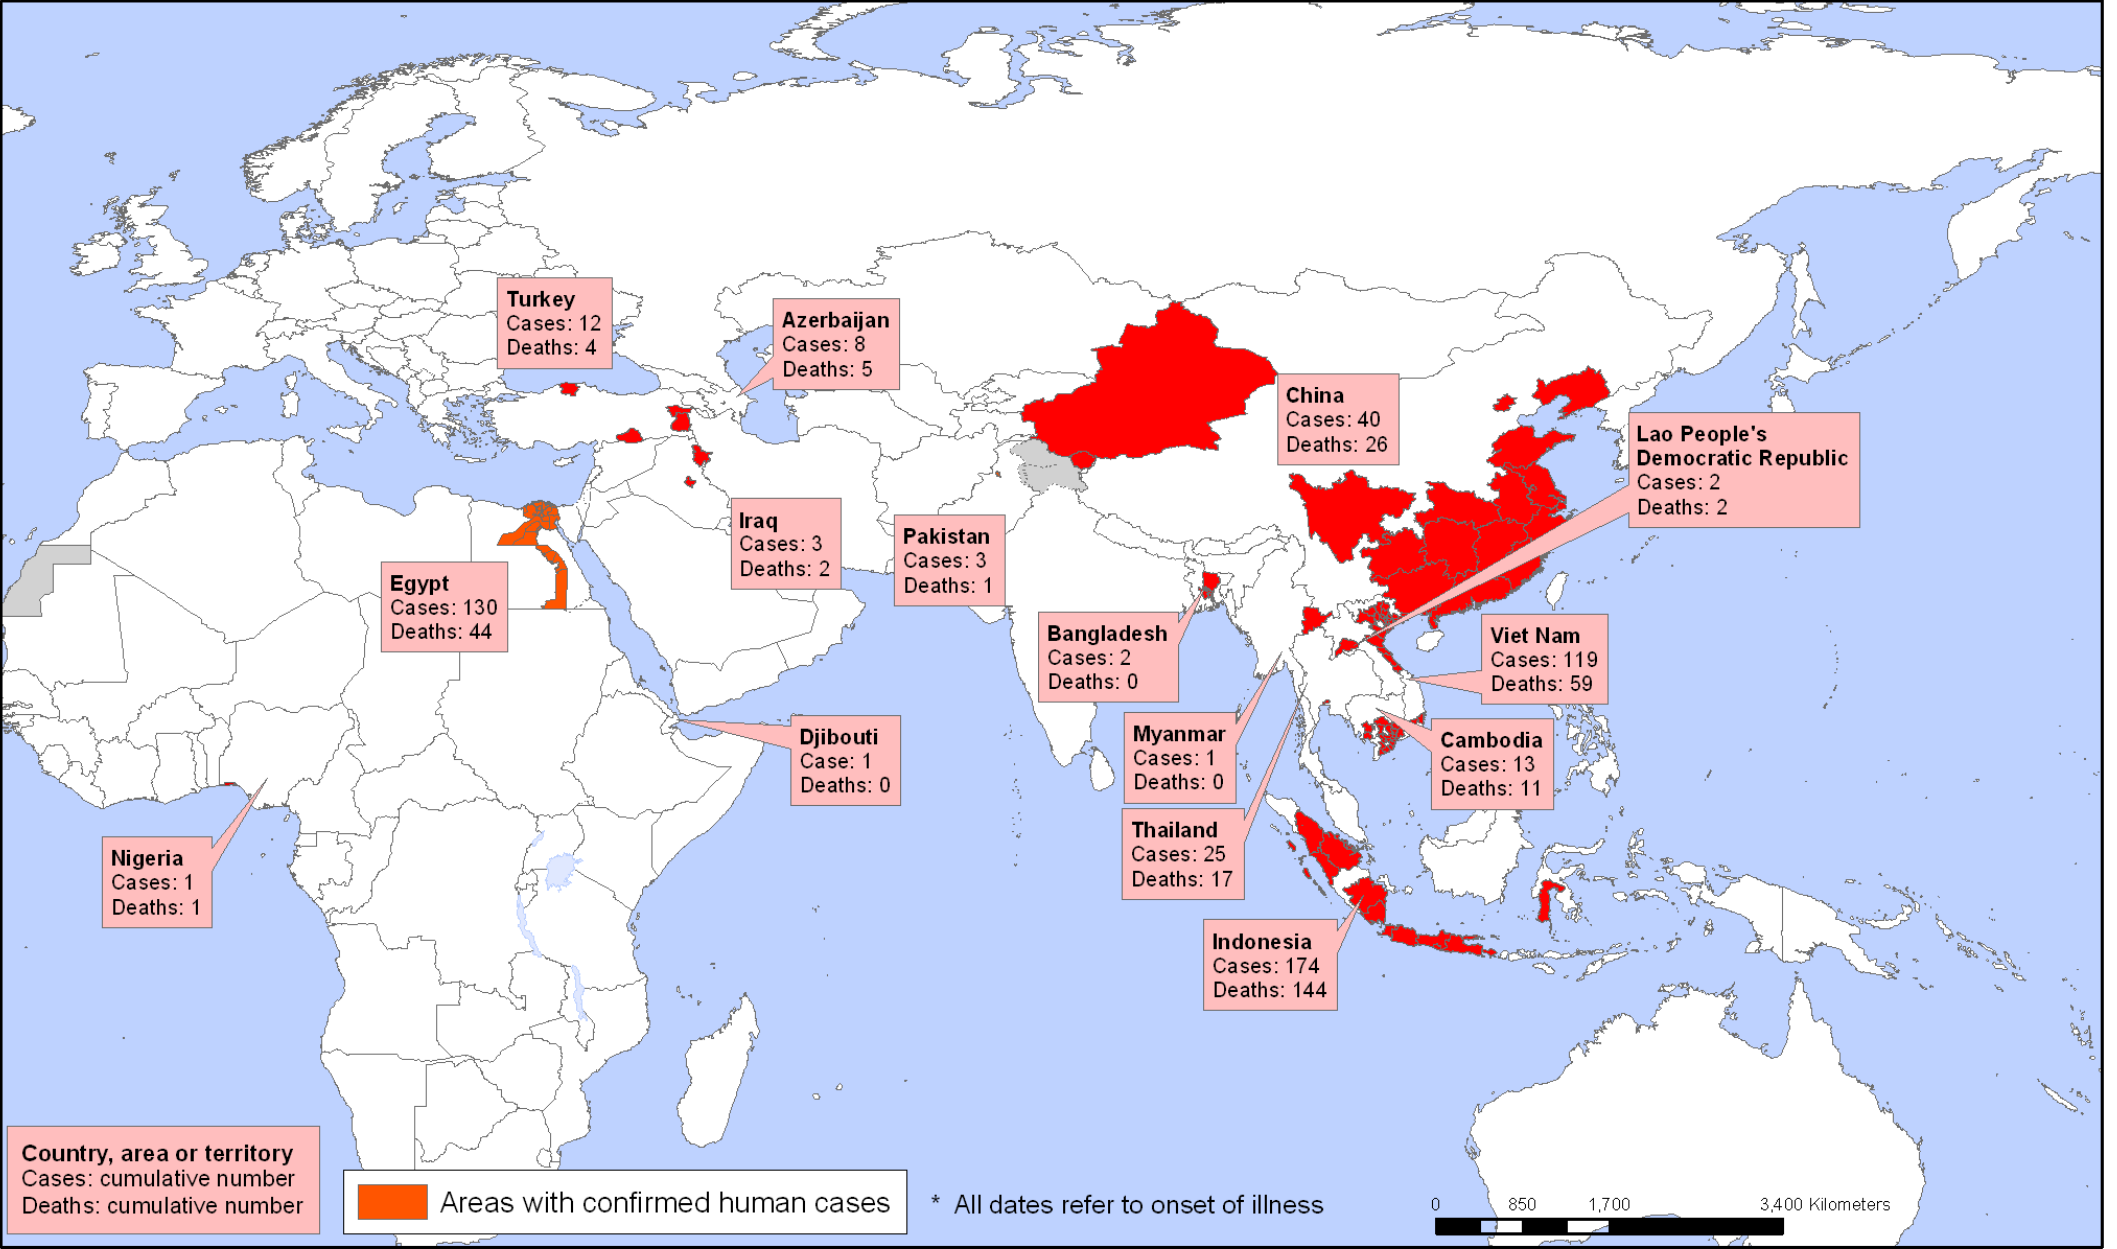 Turkey
Cases: 12
Deaths: 4
Azerbaijan
Cases: 8
Deaths: 5
China
Cases: 40
Deaths: 26
Lao People's
Democratic Republic
Cases: 2
Deaths: 2
Iraq
Cases: 3
Deaths: 2
Pakistan
Cases: 3
Deaths: 1
Egypt
Cases: 130
Deaths: 44
Bangladesh
Cases: 2
Deaths: 0
Viet Nam
Cases: 119
Deaths: 59
Djibouti
Case: 1
Deaths: 0
Myanmar
Cases: 1
Deaths: 0
Cambodia
Cases: 13
Deaths: 11
Thailand
Cases: 25
Deaths: 17
Nigeria
Cases: 1
Deaths: 1
Indonesia
Cases: 174
Deaths: 144
Country, area or territory
Cases: cumulative number
Deaths: cumulative number
Areas with confirmed human cases
* All dates refer to onset of illness
0 850 1,700 3,400 Kilometers